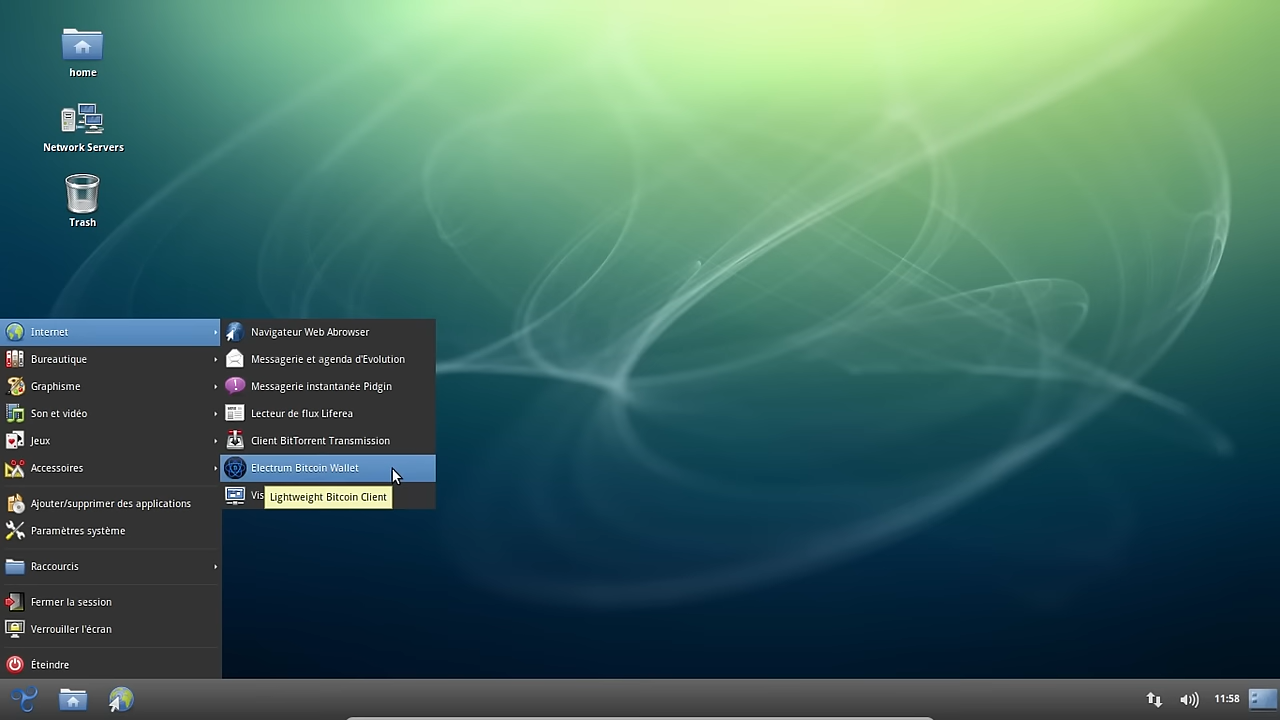 home
Network Servers
Trash
Internet
Bureautique
Graphisme
Son et vidéo
Jeux
Accessoires
Ajouter/supprimer des applications
Paramètres système
Raccourcis
Fermer la session
Verrouiller l'écran
Éteindre
Navigateur Web Abrowser
Messagerie et agenda d'Evolution
Messagerie instantanée Pidgin
Lecteur de flux Liferea
Client BitTorrent Transmission
Electrum Bitcoin Wallet
Vis
Lightweight Bitcoin Client
11:58